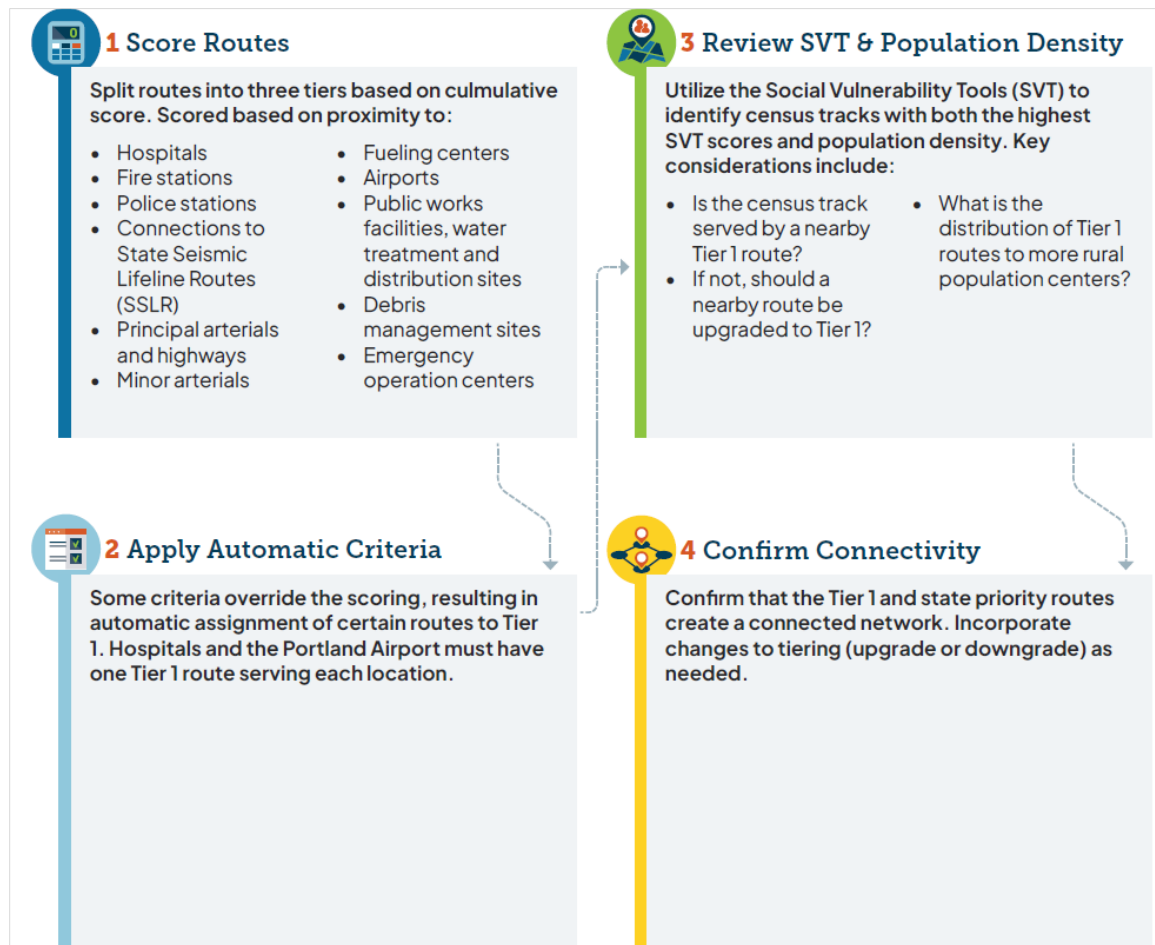 1 Score Routes
Split routes into three tiers based on culmulative
score. Scored based on proximity to:
• Hospitals
• Fire stations
• Police stations
• Connections to
State Seismic
Lifeline Routes
(SSLR)
• Principal arterials
and highways
• Minor arterials
• Fueling centers
• Airports
• Public works
facilities, water
treatment and
distribution sites
• Debris
management sites
• Emergency
operation centers
2 Apply Automatic Criteria
Some criteria override the scoring, resulting in
automatic assignment of certain routes to Tier
1. Hospitals and the Portland Airport must have
one Tier 1 route serving each location.
3 Review SVT & Population Density
Utilize the Social Vulnerability Tools (SVT) to
identify census tracks with both the highest
SVT scores and population density. Key
considerations include:
• Is the census track
served by a nearby
Tier 1 route?
• If not, should a
nearby route be
upgraded to Tier 1?
• What is the
distribution of Tier 1
routes to more rural
population centers?
4 Confirm Connectivity
Confirm that the Tier 1 and state priority routes
create a connected network. Incorporate
changes to tiering (upgrade or downgrade) as
needed.